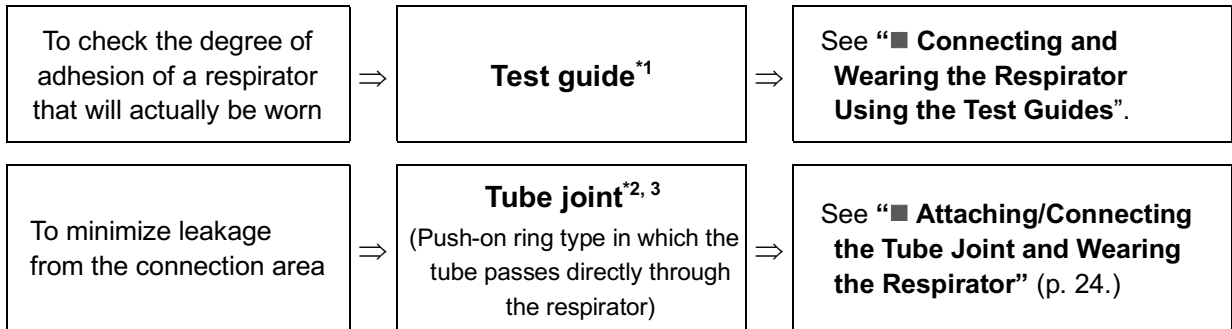 To check the degree of
adhesion of a respirator
that will actually be worn
⇒
Test guide*1
⇒
See “■ Connecting and
Wearing the Respirator
Using the Test Guides”.
To minimize leakage
from the connection area
⇒
Tube joint*2, 3
(Push-on ring type in which the
tube passes directly through
the respirator)
⇒
See “■ Attaching/Connecting
the Tube Joint and Wearing
the Respirator” (p. 24.)